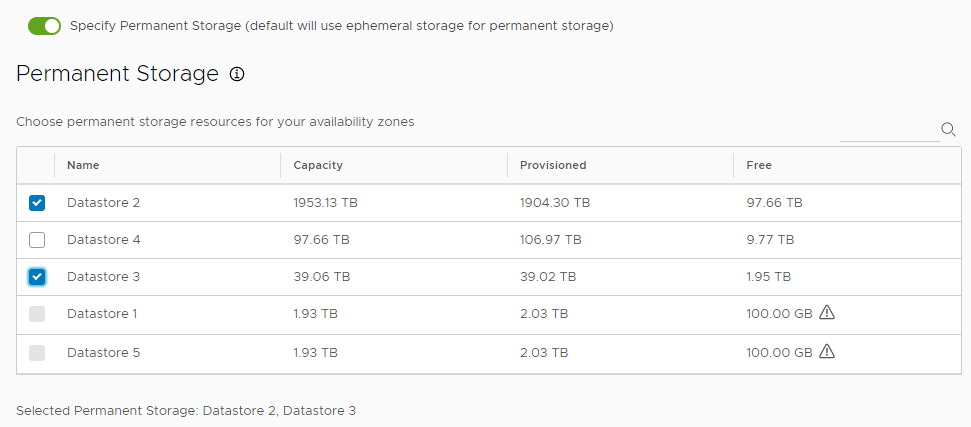 Specify Permanent Storage (default will use ephemeral storage for permanent storage)
Permanent Storage
Choose permanent storage resources for your availability zones
Name Capacity Provisioned Free
Datastore 2 1953.13 TB 1904.30 TB 97.66 TB
Datastore 4 97.66 TB 106.97 TB 9.77 TB
Datastore 3 39.06 TB 39.02 TB 1.95 TB
Datastore 1 1.93 TB 2.03 TB 100.00 GB
Datastore 5 1.93 TB 2.03 TB 100.00 GB
Selected Permanent Storage: Datastore 2, Datastore 3